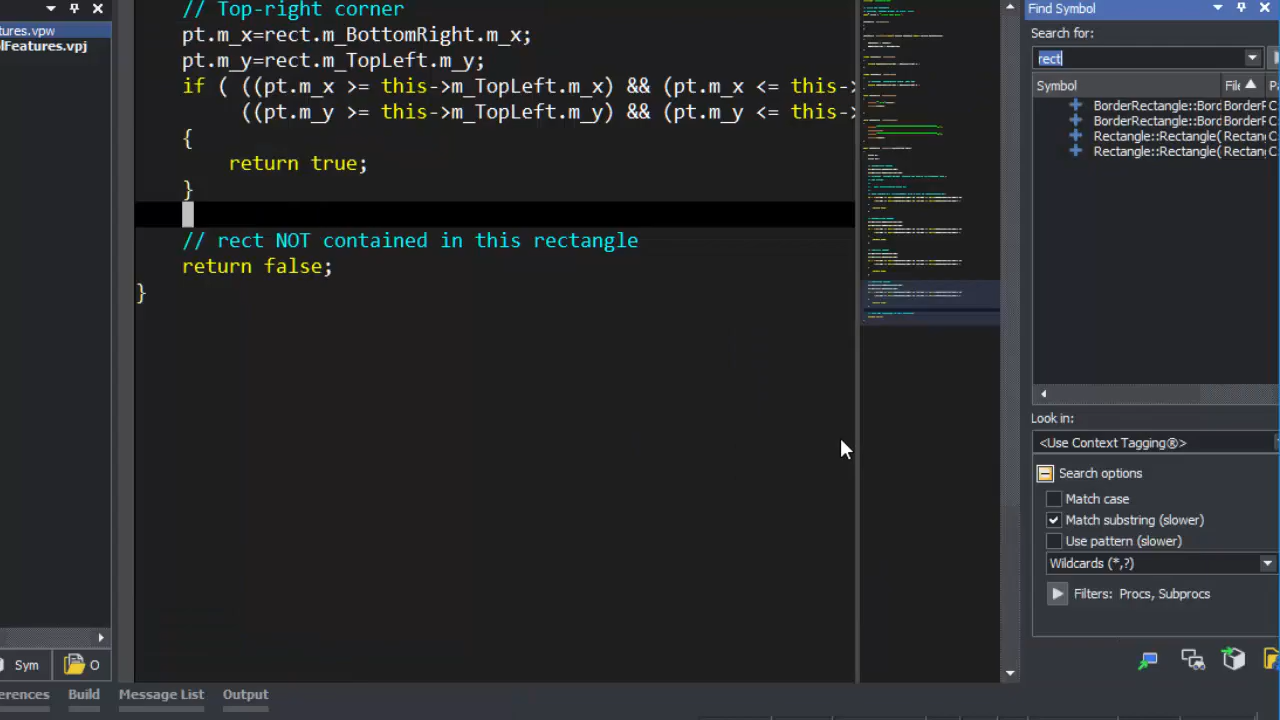 tures.vpw
lFeatures.vpj
Sym
O
// Top-right corner
pt.m_x=rect.m_BottomRight.m_x;
pt.m_y=rect.m_TopLeft.m_y;
if ( ((pt.m_x >= this->m_TopLeft.m_x) && (pt.m_x <= this->
((pt.m_y >= this->m_TopLeft.m_y) && (pt.m_y <= this->
{
return true;
}
// rect NOT contained in this rectangle
return false;
}
Find Symbol
Search for:
rect
Symbol File Pa
BorderRectangle::Bor BorderF C
BorderRectangle::Bor BorderF C
Rectangle::Rectangle( Rectan C
Rectangle::Rectangle( Rectan C
Look in:
<Use Context Tagging®>
Search options
Match case
Match substring (slower)
Use pattern (slower)
Wildcards (*,?)
Filters: Procs, Subprocs
erences Build Message List Output